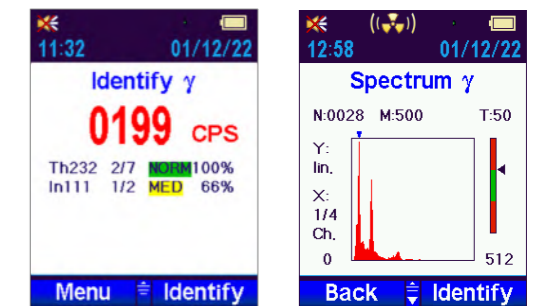 11:32 01/12/22
Identify γ
0199 CPS
Th232 2/7 NORM 100%
In111 1/2 MED 66%
Menu Identify
12:58 01/12/22
Spectrum γ
N:0028 M:500 T:50
Y:
lin.
X:
1/4
Ch.
0 512
Back Identify